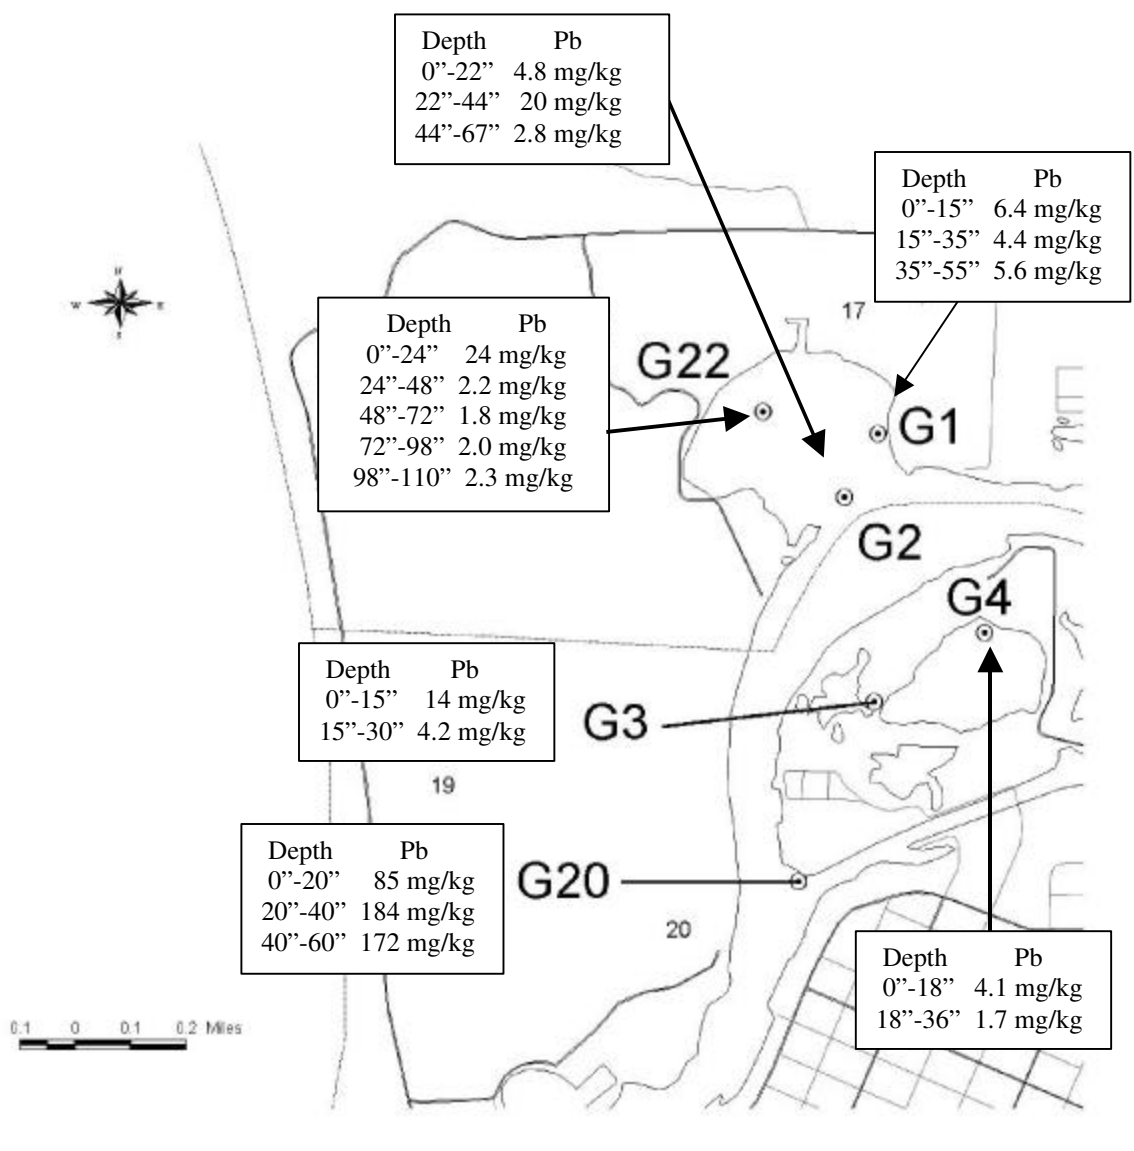 Depth Pb
0”-22” 4.8 mg/kg
22”-44” 20 mg/kg
44”-67” 2.8 mg/kg
Depth Pb
0”-15” 6.4 mg/kg
15”-35” 4.4 mg/kg
35”-55” 5.6 mg/kg
N
W E
S
17
Depth Pb
0”-24” 24 mg/kg
24”-48” 2.2 mg/kg
48”-72” 1.8 mg/kg
72”-98” 2.0 mg/kg
98”-110” 2.3 mg/kg
G22
G1
G2
G4
Depth Pb
0”-15” 14 mg/kg
15”-30” 4.2 mg/kg
G3
19
Depth Pb
0”-20” 85 mg/kg
20”-40” 184 mg/kg
40”-60” 172 mg/kg
G20
20
Depth Pb
0”-18” 4.1 mg/kg
18”-36” 1.7 mg/kg
0.1 0 0.1 0.2 Miles